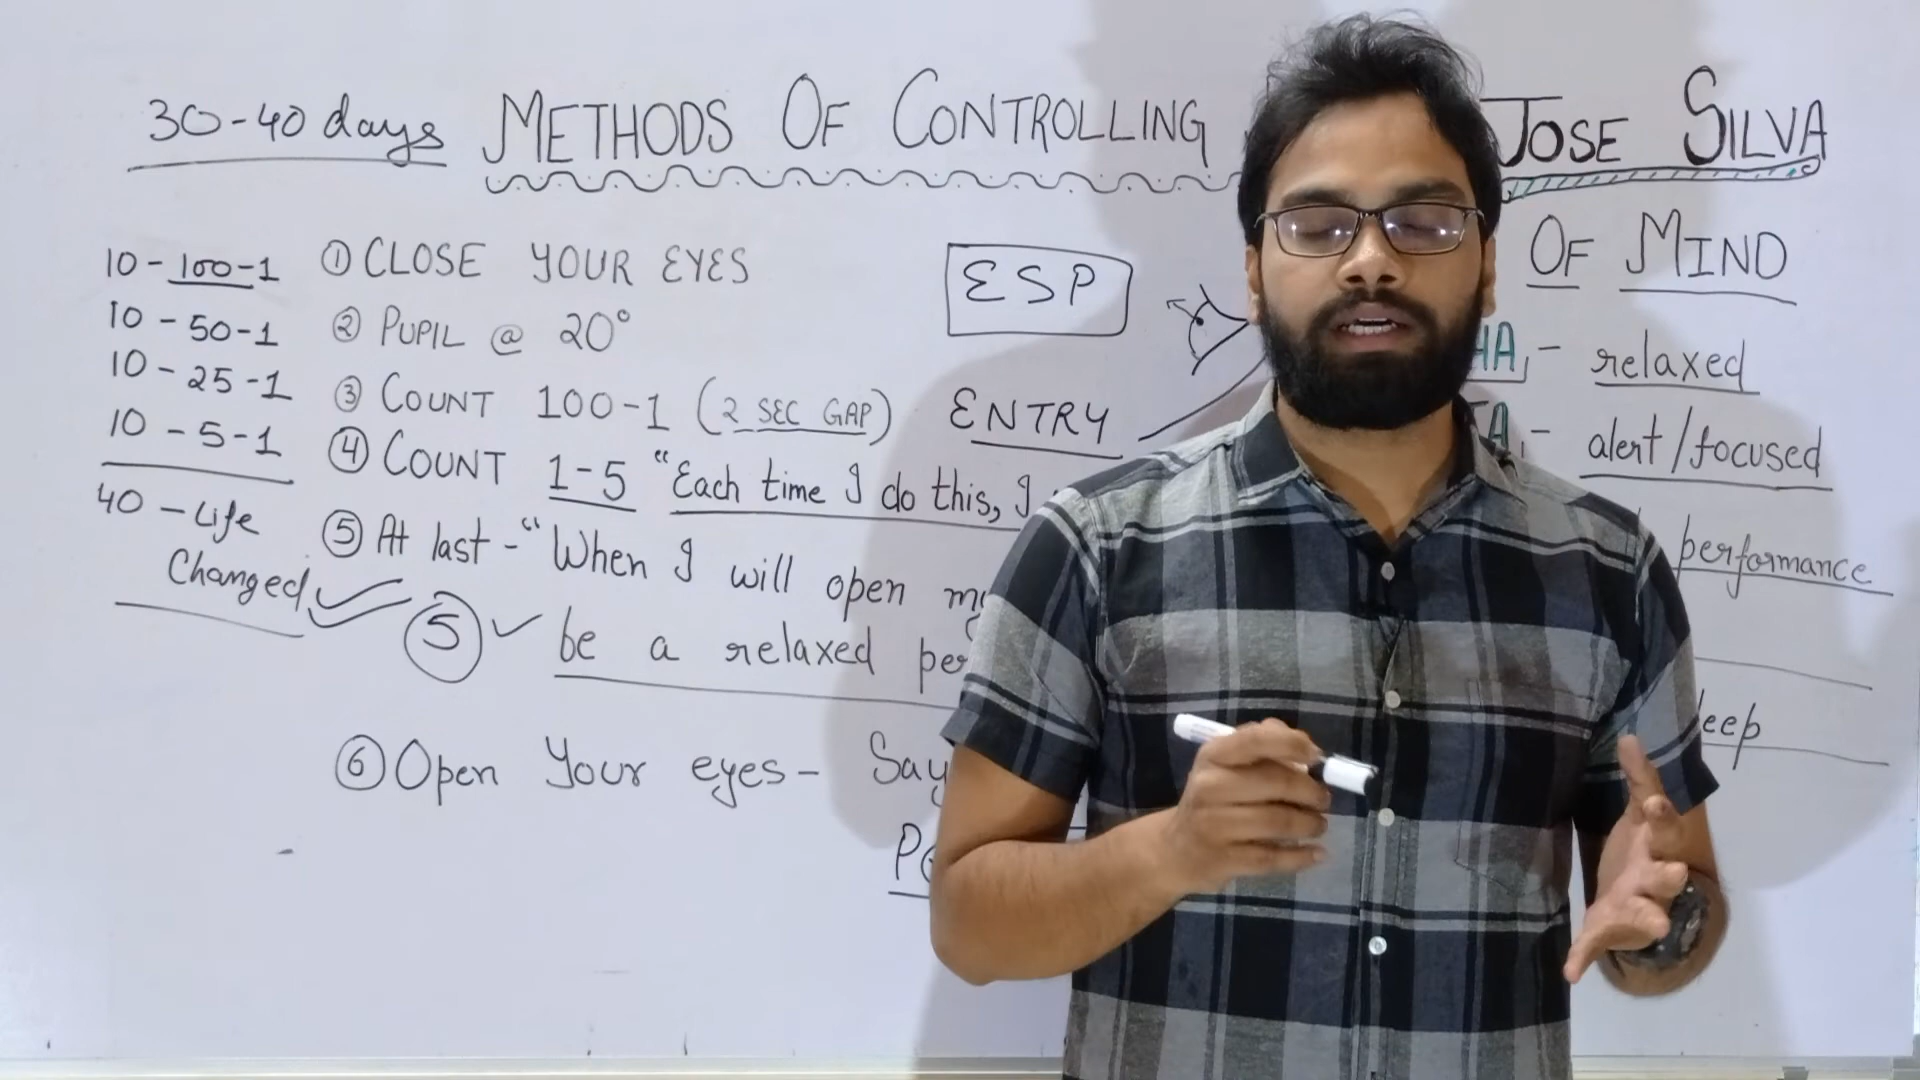 30-40 days METHODS OF CONTROLLING
JOSE SILVA
10 - 100-1
10 - 50-1
10 - 25-1
10 - 5-1
40 - Life
Changed
① CLOSE YOUR EYES
② PUPIL @ 20°
③ COUNT 100-1 (2 SEC GAP)
④ COUNT 1-5 "Each time I do this, I
⑤ At last - "When I will open
5 be a relaxed
⑥ Open Your eyes - Say
ESP
ENTRY
OF MIND
HA - relaxed
TA - alert/focused
performance
eep